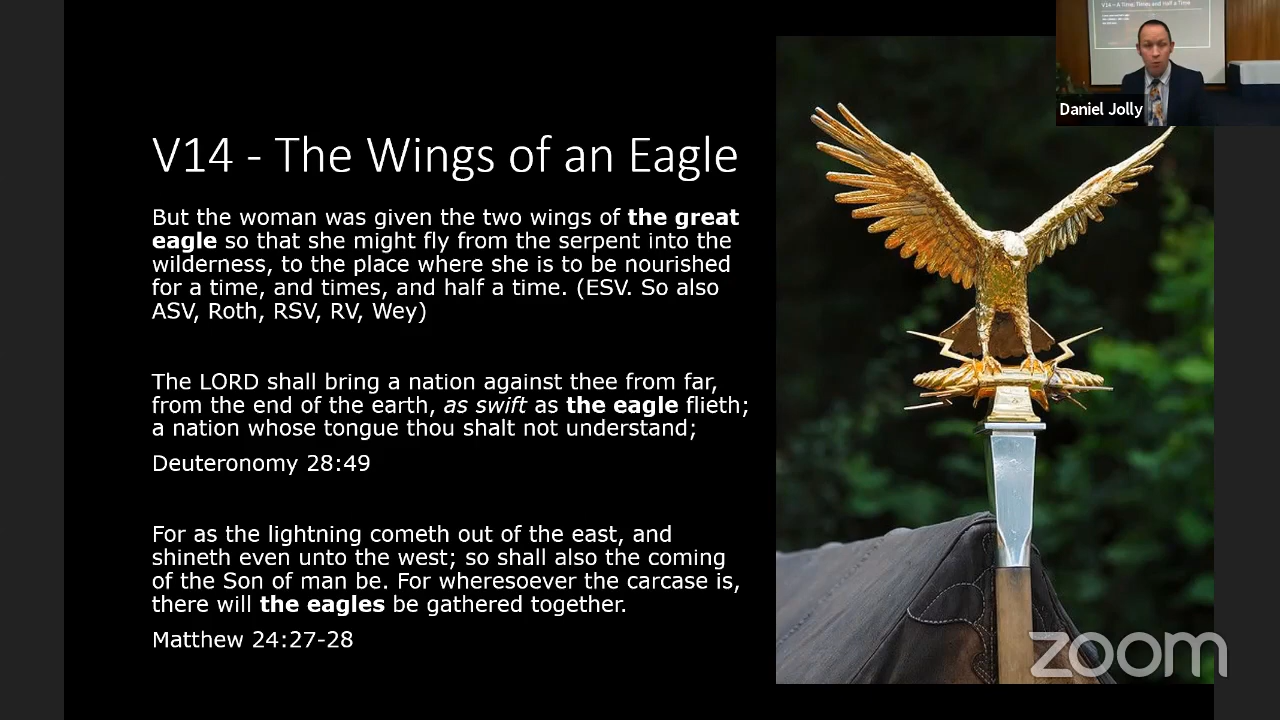 V14 – A Time, Times and Half a Time
Daniel Jolly
V14 - The Wings of an Eagle
But the woman was given the two wings of the great
eagle so that she might fly from the serpent into the
wilderness, to the place where she is to be nourished
for a time, and times, and half a time. (ESV. So also
ASV, Roth, RSV, RV, Wey)
The LORD shall bring a nation against thee from far,
from the end of the earth, as swift as the eagle flieth;
a nation whose tongue thou shalt not understand;
Deuteronomy 28:49
For as the lightning cometh out of the east, and
shineth even unto the west; so shall also the coming
of the Son of man be. For wheresoever the carcase is,
there will the eagles be gathered together.
Matthew 24:27-28
zoom